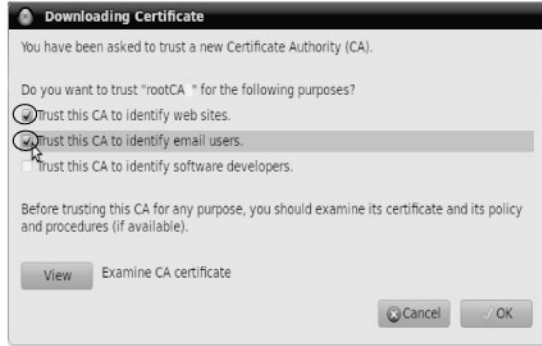 Downloading Certificate
You have been asked to trust a new Certificate Authority (CA).
Do you want to trust "rootCA " for the following purposes?
Trust this CA to identify web sites.
Trust this CA to identify email users.
Trust this CA to identify software developers.
Before trusting this CA for any purpose, you should examine its certificate and its policy
and procedures (if available).
View Examine CA certificate
Cancel OK